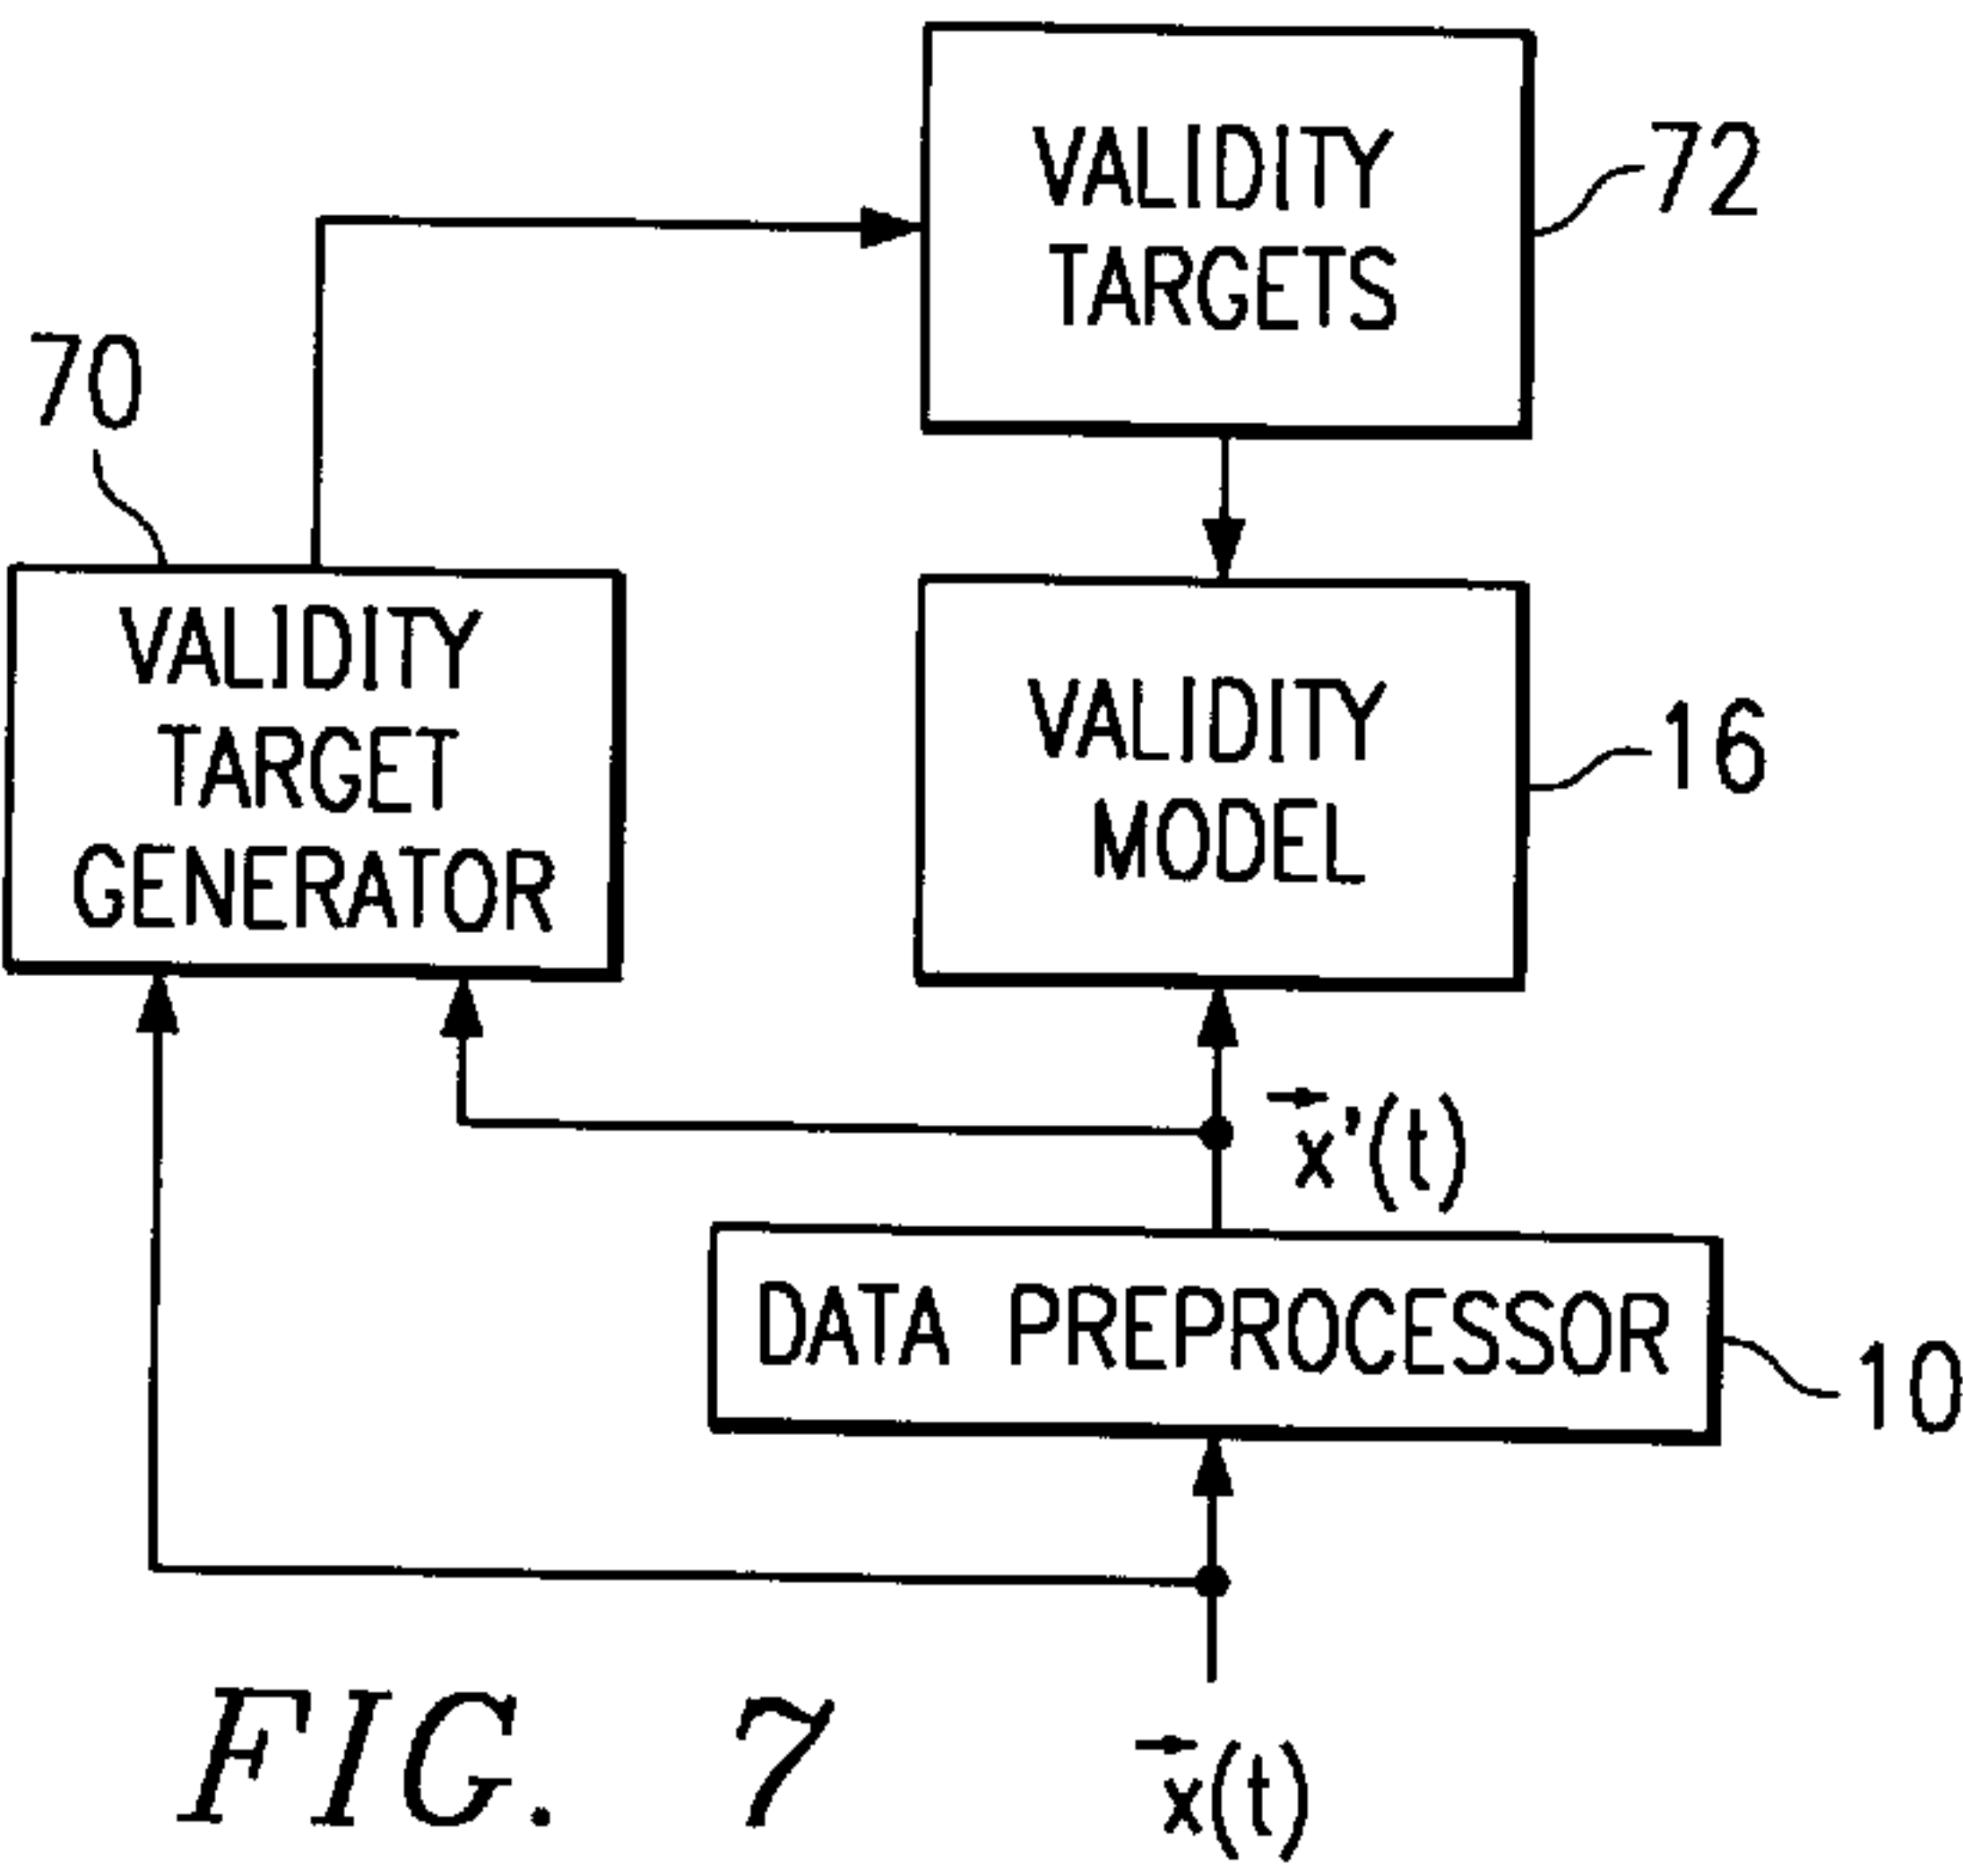 VALIDITY
TARGETS
72
70
VALIDITY
TARGET
GENERATOR
VALIDITY
MODEL
16
x⃗'(t)
DATA PREPROCESSOR
10
x⃗(t)
FIG. 7